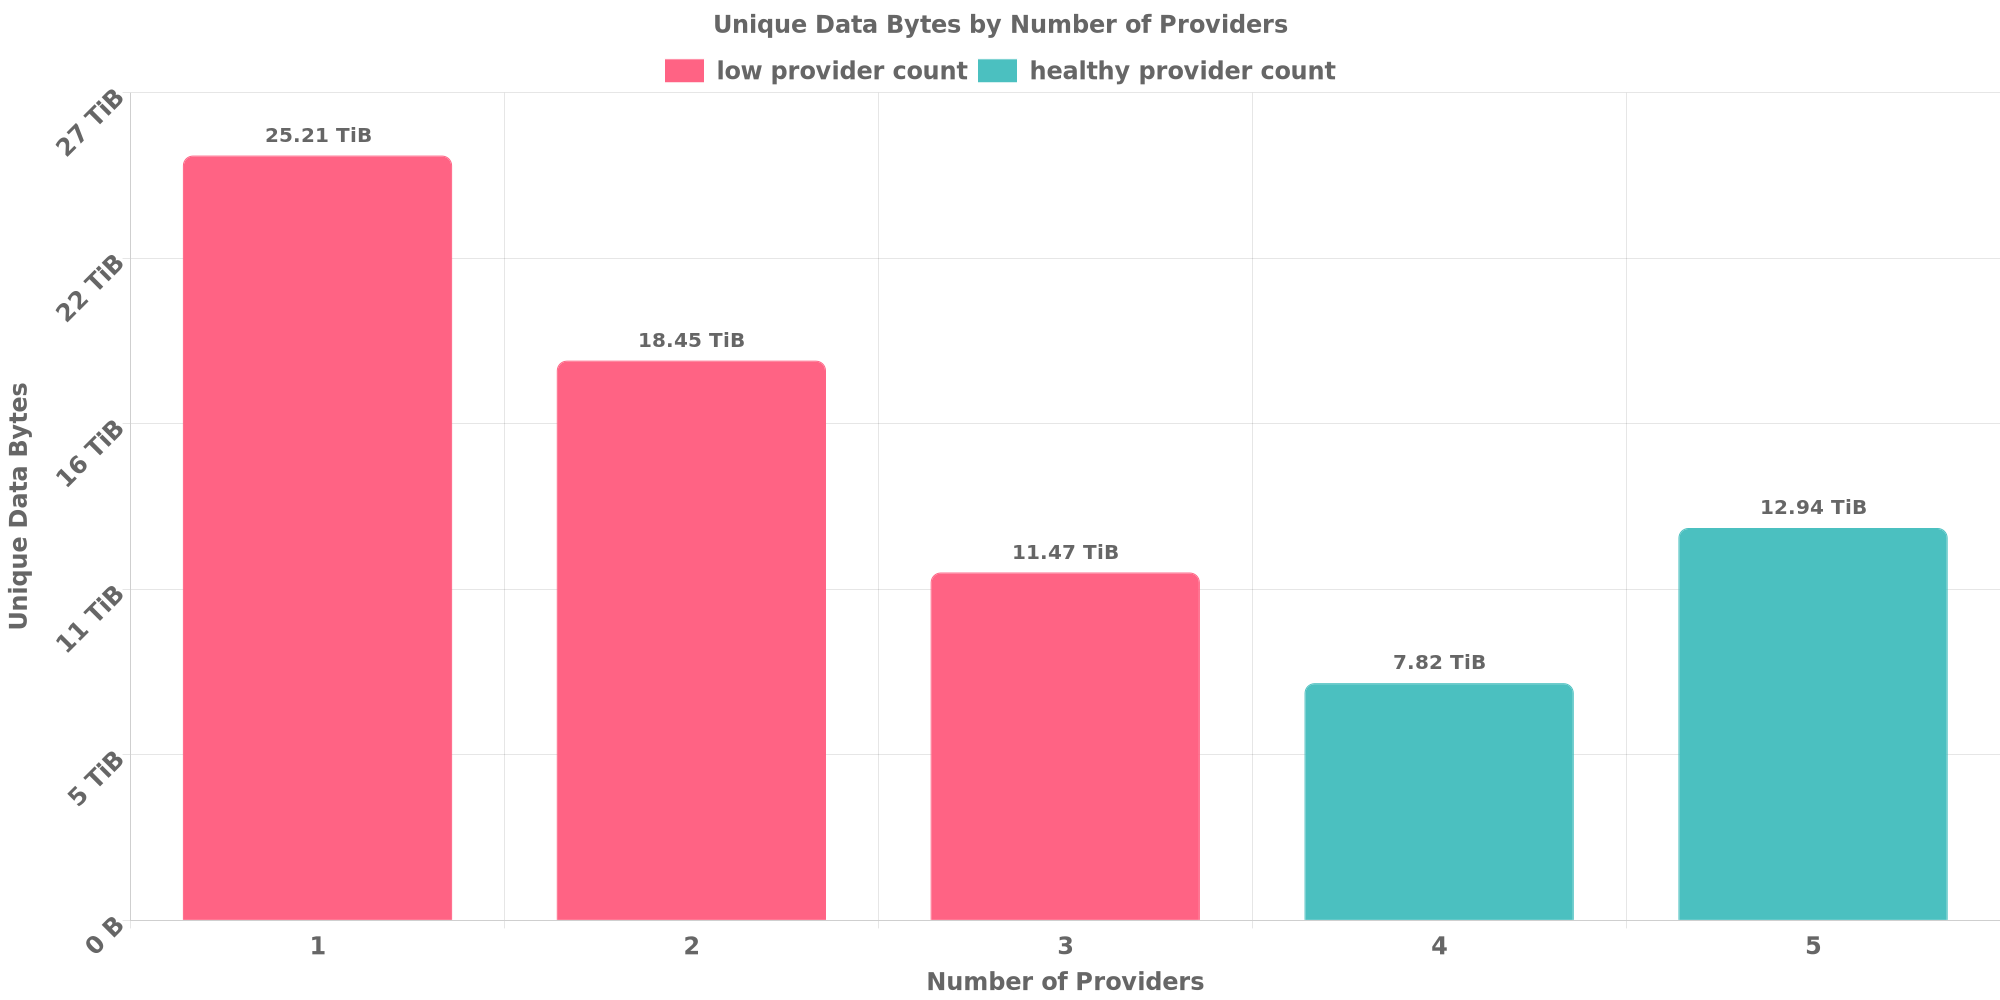 Unique Data Bytes by Number of Providers
low provider count healthy provider count
27 TiB
22 TiB
16 TiB
11 TiB
5 TiB
0 B
Unique Data Bytes
25.21 TiB
18.45 TiB
11.47 TiB
7.82 TiB
12.94 TiB
1 2 3 4 5
Number of Providers